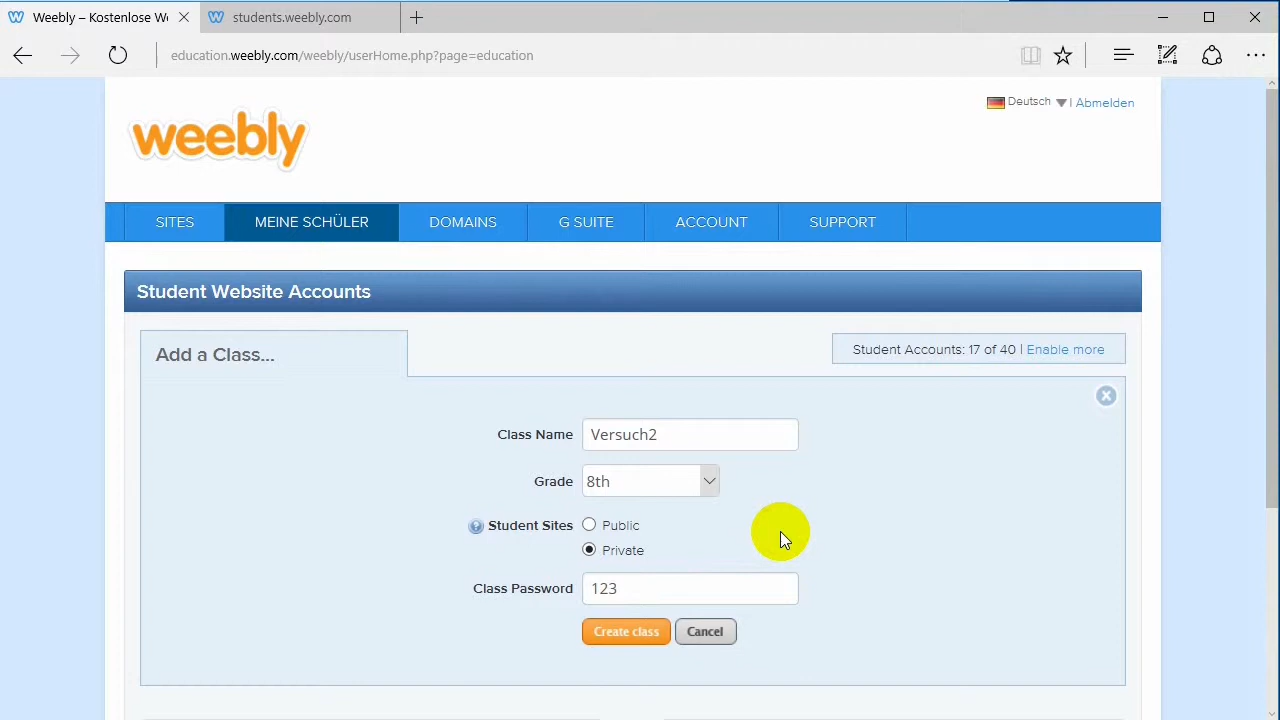 Weebly – Kostenlose We
students.weebly.com
education.weebly.com/weebly/userHome.php?page=education
Deutsch | Abmelden
weebly
SITES
MEINE SCHÜLER
DOMAINS
G SUITE
ACCOUNT
SUPPORT
Student Website Accounts
Add a Class...
Student Accounts: 17 of 40 | Enable more
Class Name Versuch2
Grade 8th
? Student Sites Public
Private
Class Password 123
Create class Cancel